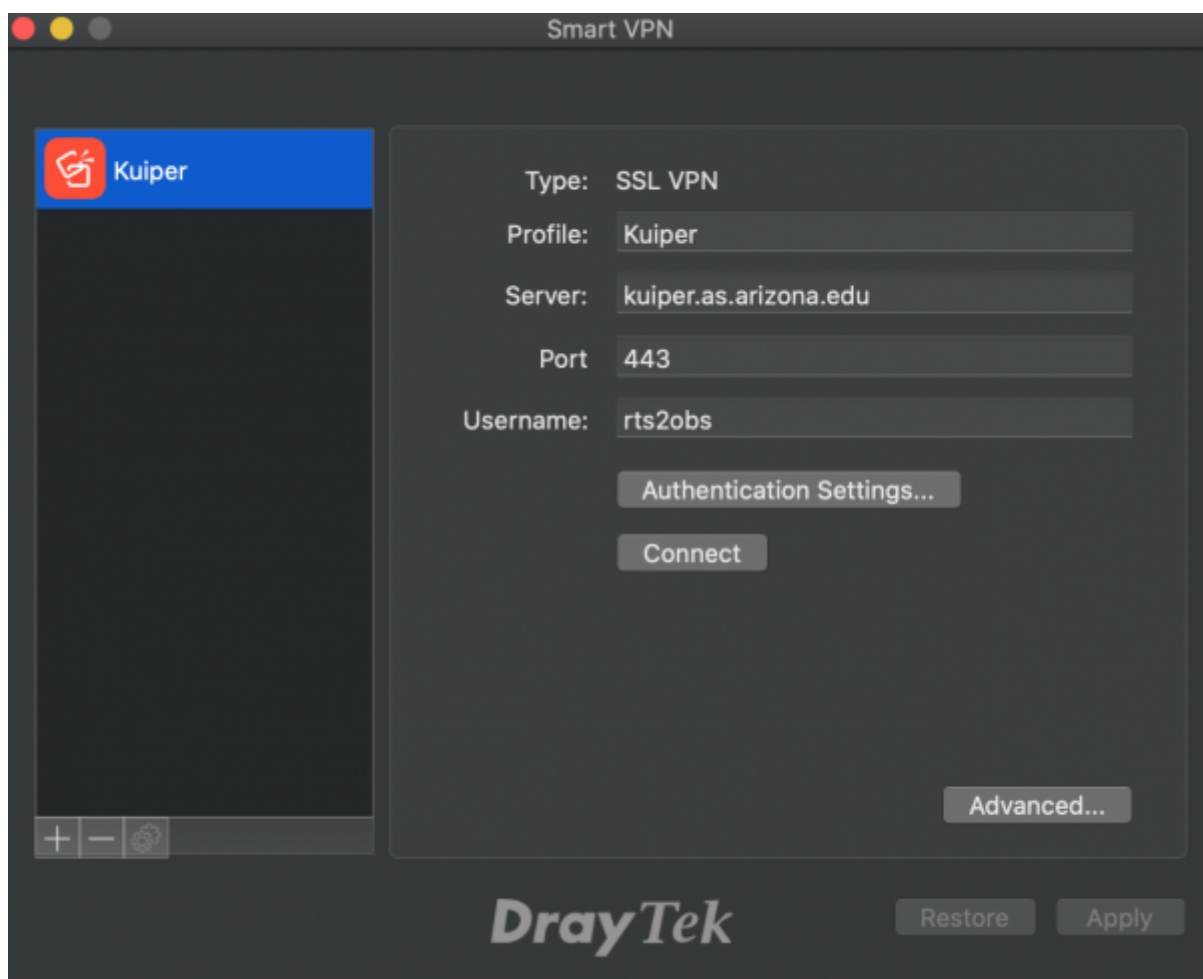 Smart VPN
Kuiper
Type: SSL VPN
Profile: Kuiper
Server: kuiper.as.arizona.edu
Port 443
Username: rts2obs
Authentication Settings...
Connect
Advanced...
DrayTek
Restore
Apply